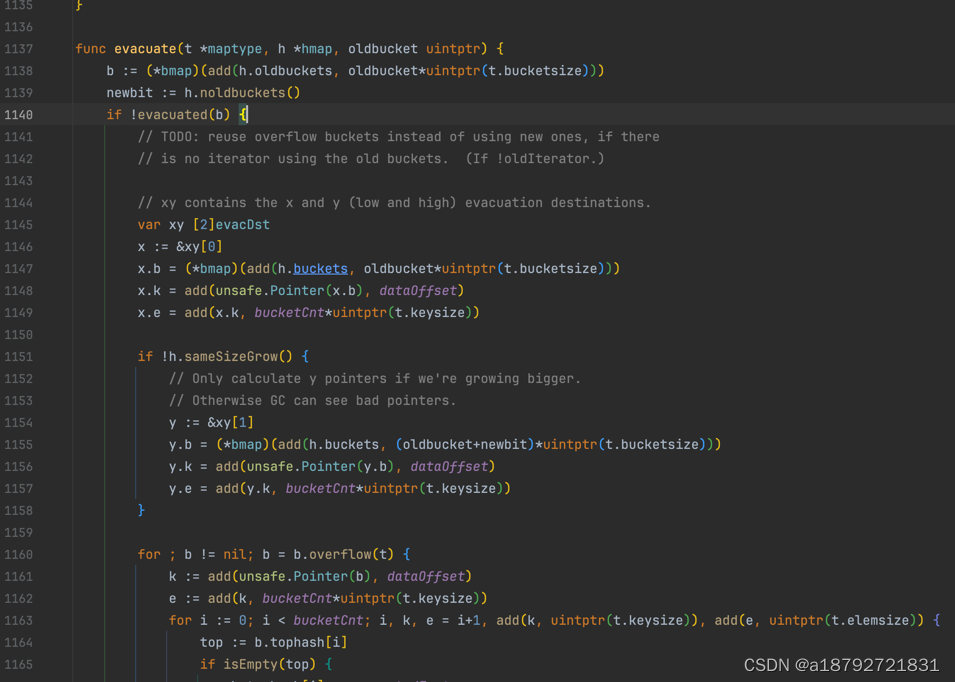 1135 }
1136
1137 func evacuate(t *maptype, h *hmap, oldbucket uintptr) {
1138 b := (*bmap)(add(h.oldbuckets, oldbucket*uintptr(t.bucketsize)))
1139 newbit := h.noldbuckets()
1140 if !evacuated(b) {
1141 // TODO: reuse overflow buckets instead of using new ones, if there
1142 // is no iterator using the old buckets.  (If !oldIterator.)
1143
1144 // xy contains the x and y (low and high) evacuation destinations.
1145 var xy [2]evacDst
1146 x := &xy[0]
1147 x.b = (*bmap)(add(h.buckets, oldbucket*uintptr(t.bucketsize)))
1148 x.k = add(unsafe.Pointer(x.b), dataOffset)
1149 x.e = add(x.k, bucketCnt*uintptr(t.keysize))
1150
1151 if !h.sameSizeGrow() {
1152 // Only calculate y pointers if we're growing bigger.
1153 // Otherwise GC can see bad pointers.
1154 y := &xy[1]
1155 y.b = (*bmap)(add(h.buckets, (oldbucket+newbit)*uintptr(t.bucketsize)))
1156 y.k = add(unsafe.Pointer(y.b), dataOffset)
1157 y.e = add(y.k, bucketCnt*uintptr(t.keysize))
1158 }
1159
1160 for ; b != nil; b = b.overflow(t) {
1161 k := add(unsafe.Pointer(b), dataOffset)
1162 e := add(k, bucketCnt*uintptr(t.keysize))
1163 for i := 0; i < bucketCnt; i, k, e = i+1, add(k, uintptr(t.keysize)), add(e, uintptr(t.elemsize)) {
1164 top := b.tophash[i]
1165 if isEmpty(top) {
CSDN @a18792721831